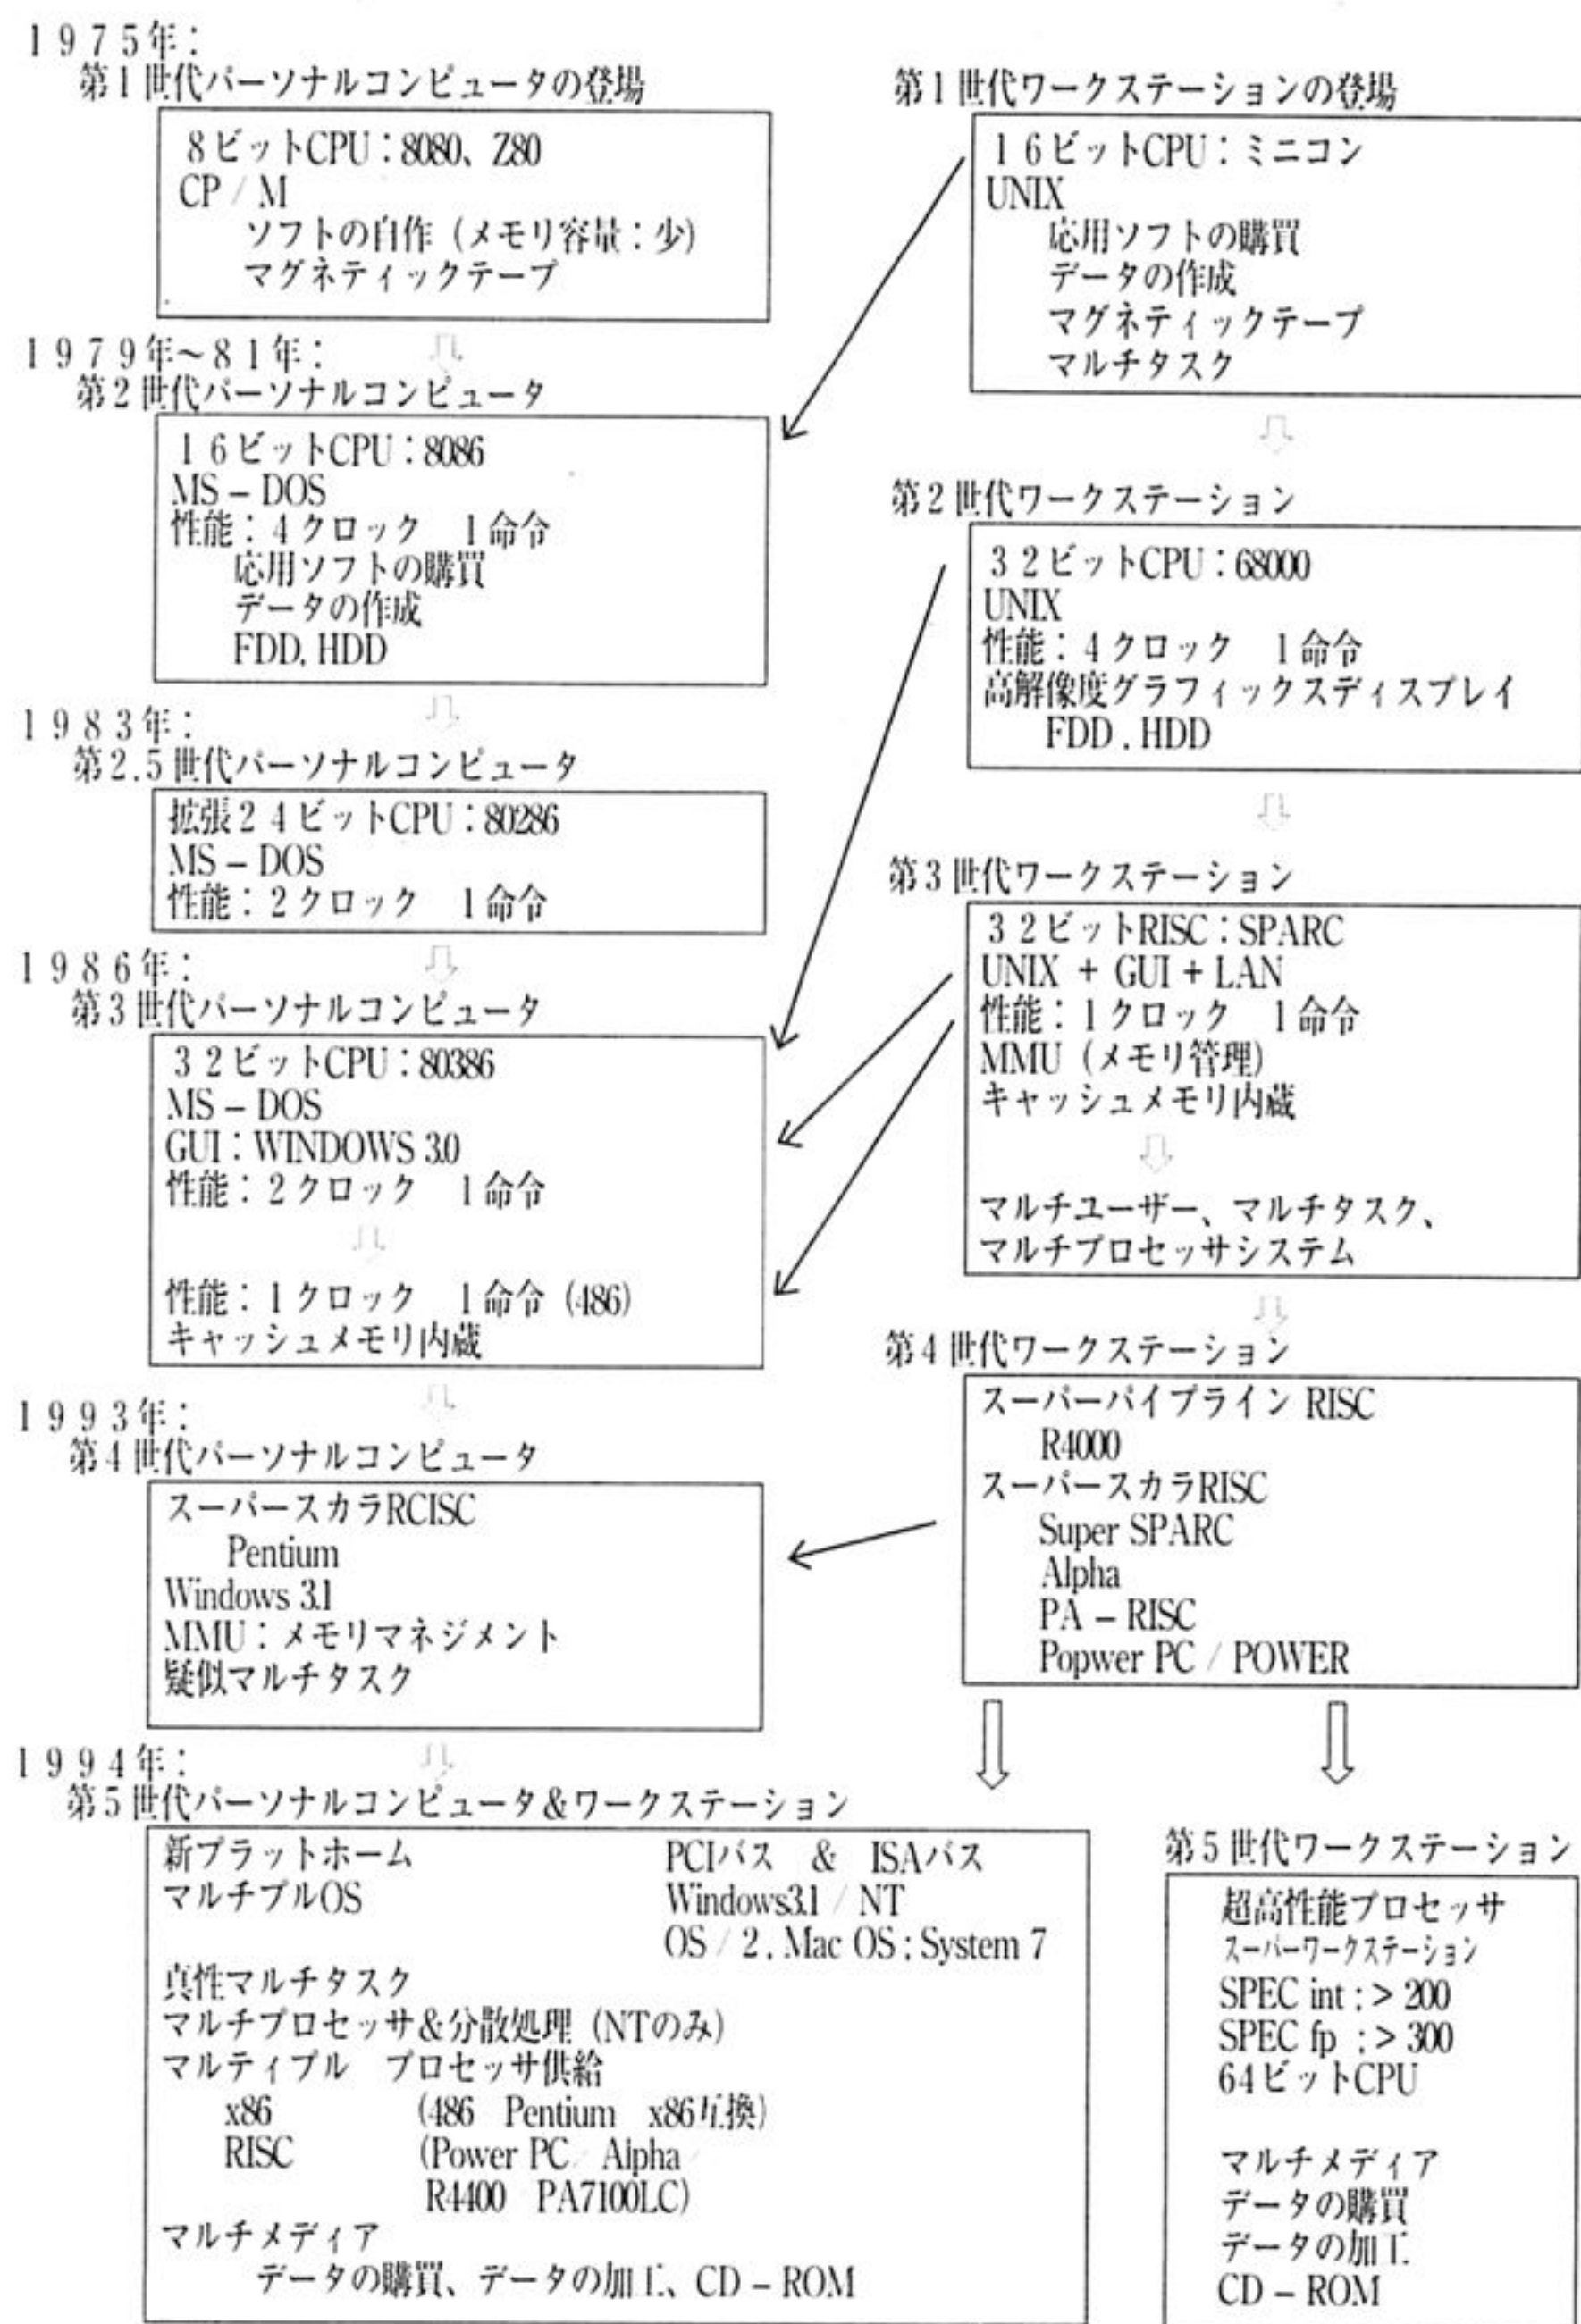 1975年:
第1世代パーソナルコンピュータの登場
8ビットCPU:8080、Z80
CP/M
ソフトの自作(メモリ容量:少)
マグネティックテープ
1979年~81年:
第2世代パーソナルコンピュータ
16ビットCPU:8086
MS-DOS
性能:4クロック 1命令
応用ソフトの購買
データの作成
FDD, HDD
1983年:
第2.5世代パーソナルコンピュータ
拡張24ビットCPU:80286
MS-DOS
性能:2クロック 1命令
1986年:
第3世代パーソナルコンピュータ
32ビットCPU:80386
MS-DOS
GUI:WINDOWS 3.0
性能:2クロック 1命令
性能:1クロック 1命令(486)
キャッシュメモリ内蔵
1993年:
第4世代パーソナルコンピュータ
スーパースカラRCISC
Pentium
Windows 3.1
MMU:メモリマネジメント
疑似マルチタスク
第1世代ワークステーションの登場
16ビットCPU:ミニコン
UNIX
応用ソフトの購買
データの作成
マグネティックテープ
マルチタスク
第2世代ワークステーション
32ビットCPU:68000
UNIX
性能:4クロック 1命令
高解像度グラフィックスディスプレイ
FDD, HDD
第3世代ワークステーション
32ビットRISC:SPARC
UNIX + GUI + LAN
性能:1クロック 1命令
MMU(メモリ管理)
キャッシュメモリ内蔵
マルチユーザー、マルチタスク、
マルチプロセッサシステム
第4世代ワークステーション
スーパーパイプライン RISC
R4000
スーパースカラRISC
Super SPARC
Alpha
PA-RISC
Popwer PC / POWER
1994年:
第5世代パーソナルコンピュータ&ワークステーション
新プラットホーム PCIバス & ISAバス
マルチプルOS Windows3.1 / NT
OS/2, Mac OS;System 7
真性マルチタスク
マルチプロセッサ&分散処理(NTのみ)
マルティプル プロセッサ供給
x86 (486 Pentium x86互換)
RISC (Power PC / Alpha /
R4400 PA7100LC)
マルチメディア
データの購買、データの加工、CD-ROM
第5世代ワークステーション
超高性能プロセッサ
スーパーワークステーション
SPEC int:> 200
SPEC fp :> 300
64ビットCPU
マルチメディア
データの購買
データの加工
CD-ROM